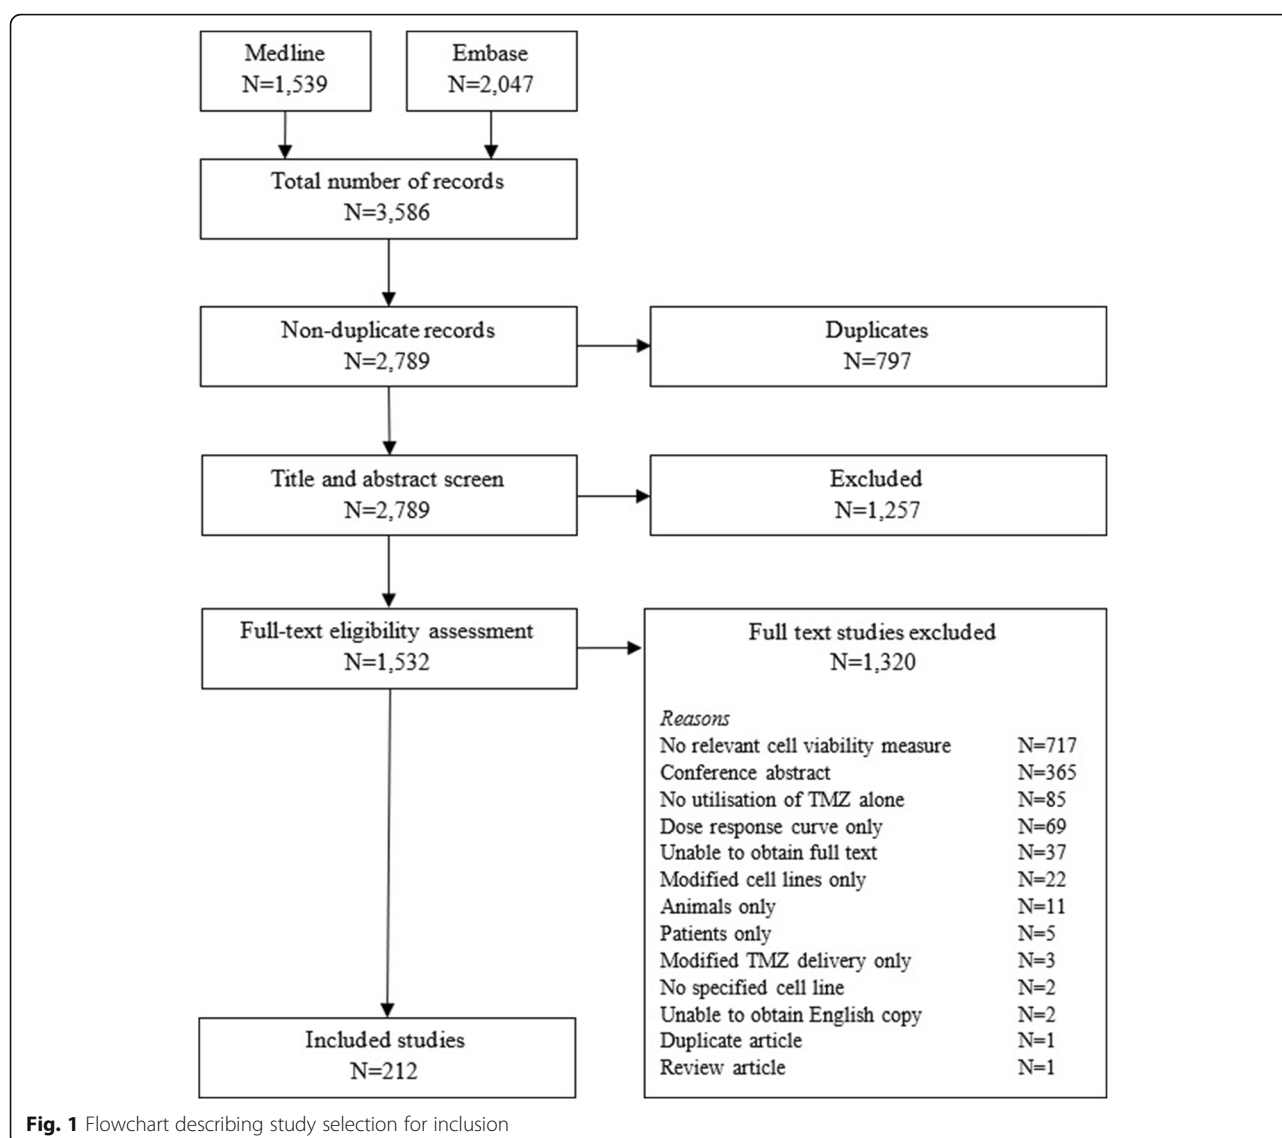 Medline
N=1,539
Embase
N=2,047
Total number of records
N=3,586
Non-duplicate records
N=2,789
Duplicates
N=797
Title and abstract screen
N=2,789
Excluded
N=1,257
Full-text eligibility assessment
N=1,532
Full text studies excluded
N=1,320
Reasons
No relevant cell viability measure N=717
Conference abstract N=365
No utilisation of TMZ alone N=85
Dose response curve only N=69
Unable to obtain full text N=37
Modified cell lines only N=22
Animals only N=11
Patients only N=5
Modified TMZ delivery only N=3
No specified cell line N=2
Unable to obtain English copy N=2
Duplicate article N=1
Review article N=1
Included studies
N=212
Fig. 1 Flowchart describing study selection for inclusion